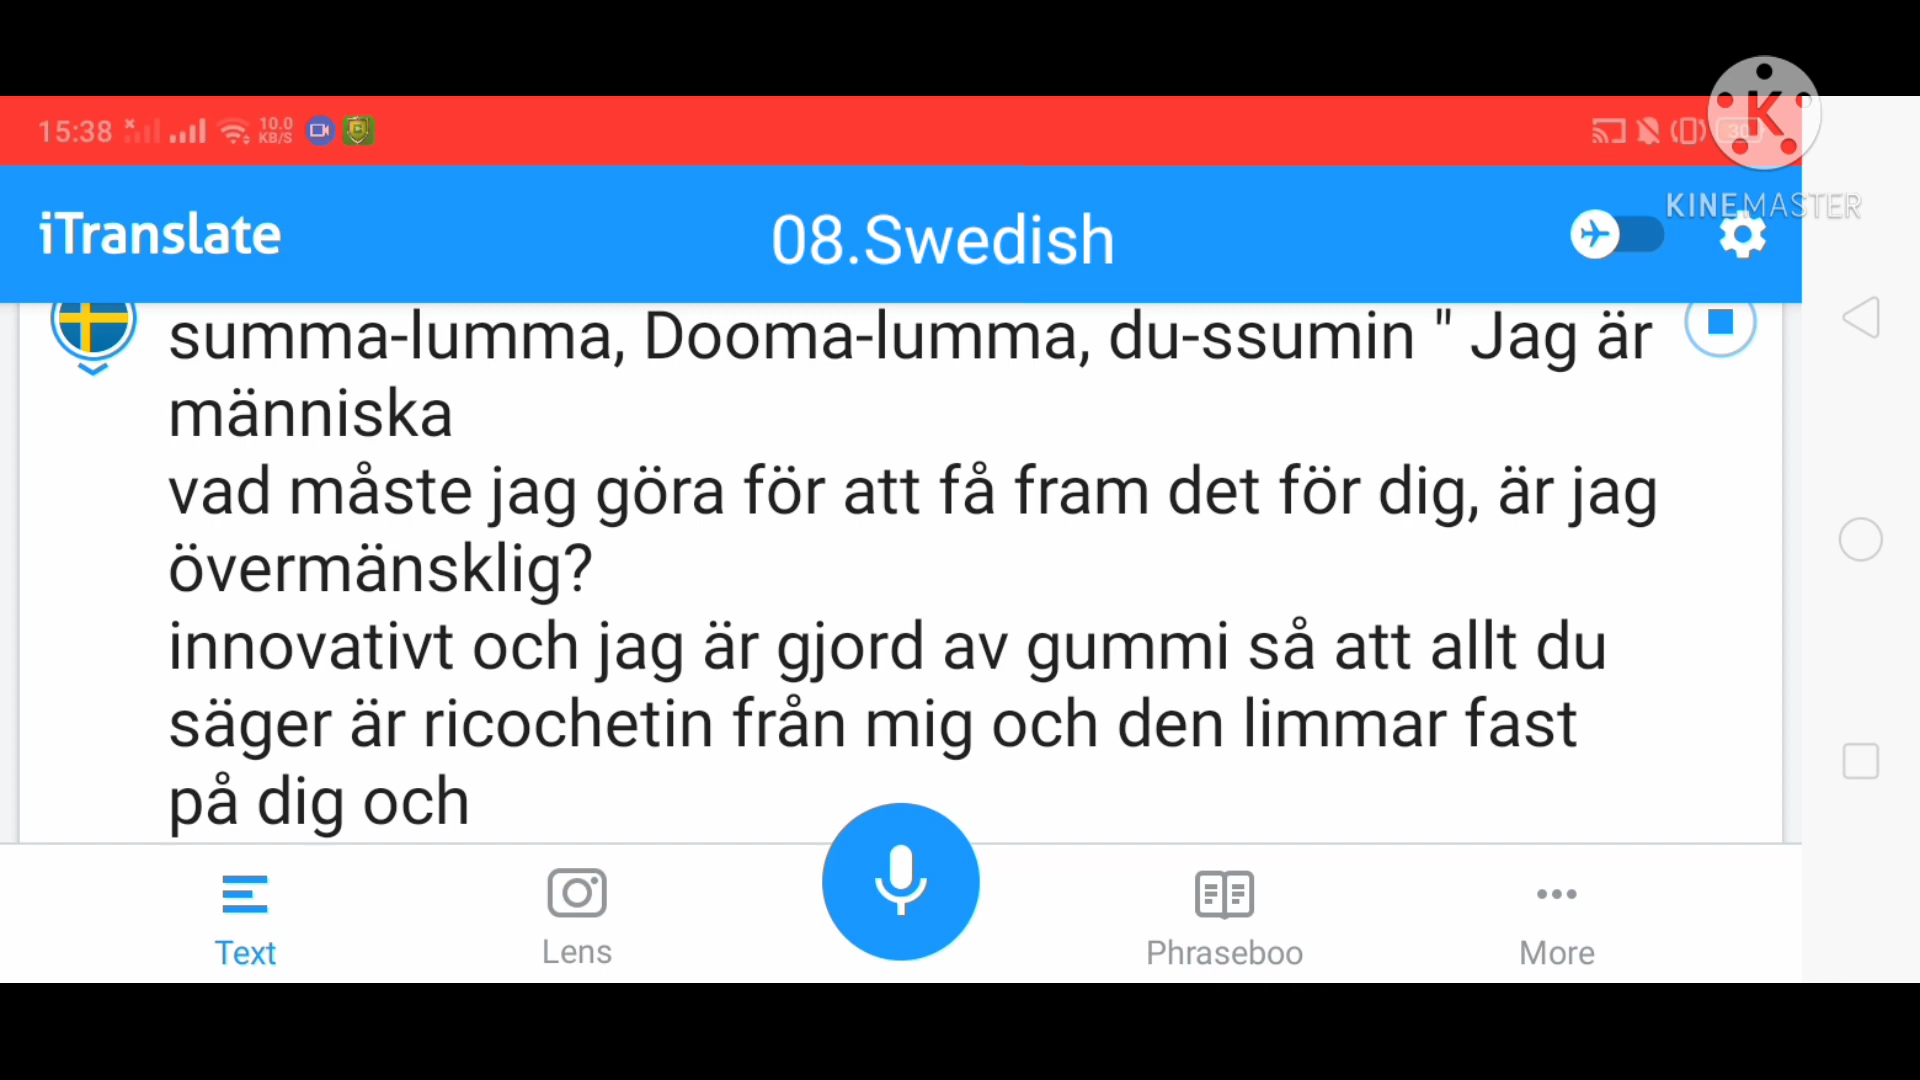 15:38 10.0 KB/S 30
K
KINEMASTER
iTranslate 08.Swedish
summa-lumma, Dooma-lumma, du-ssumin " Jag är
människa
vad måste jag göra för att få fram det för dig, är jag
övermänsklig?
innovativt och jag är gjord av gummi så att allt du
säger är ricochetin från mig och den limmar fast
på dig och
Text Lens Phraseboo More